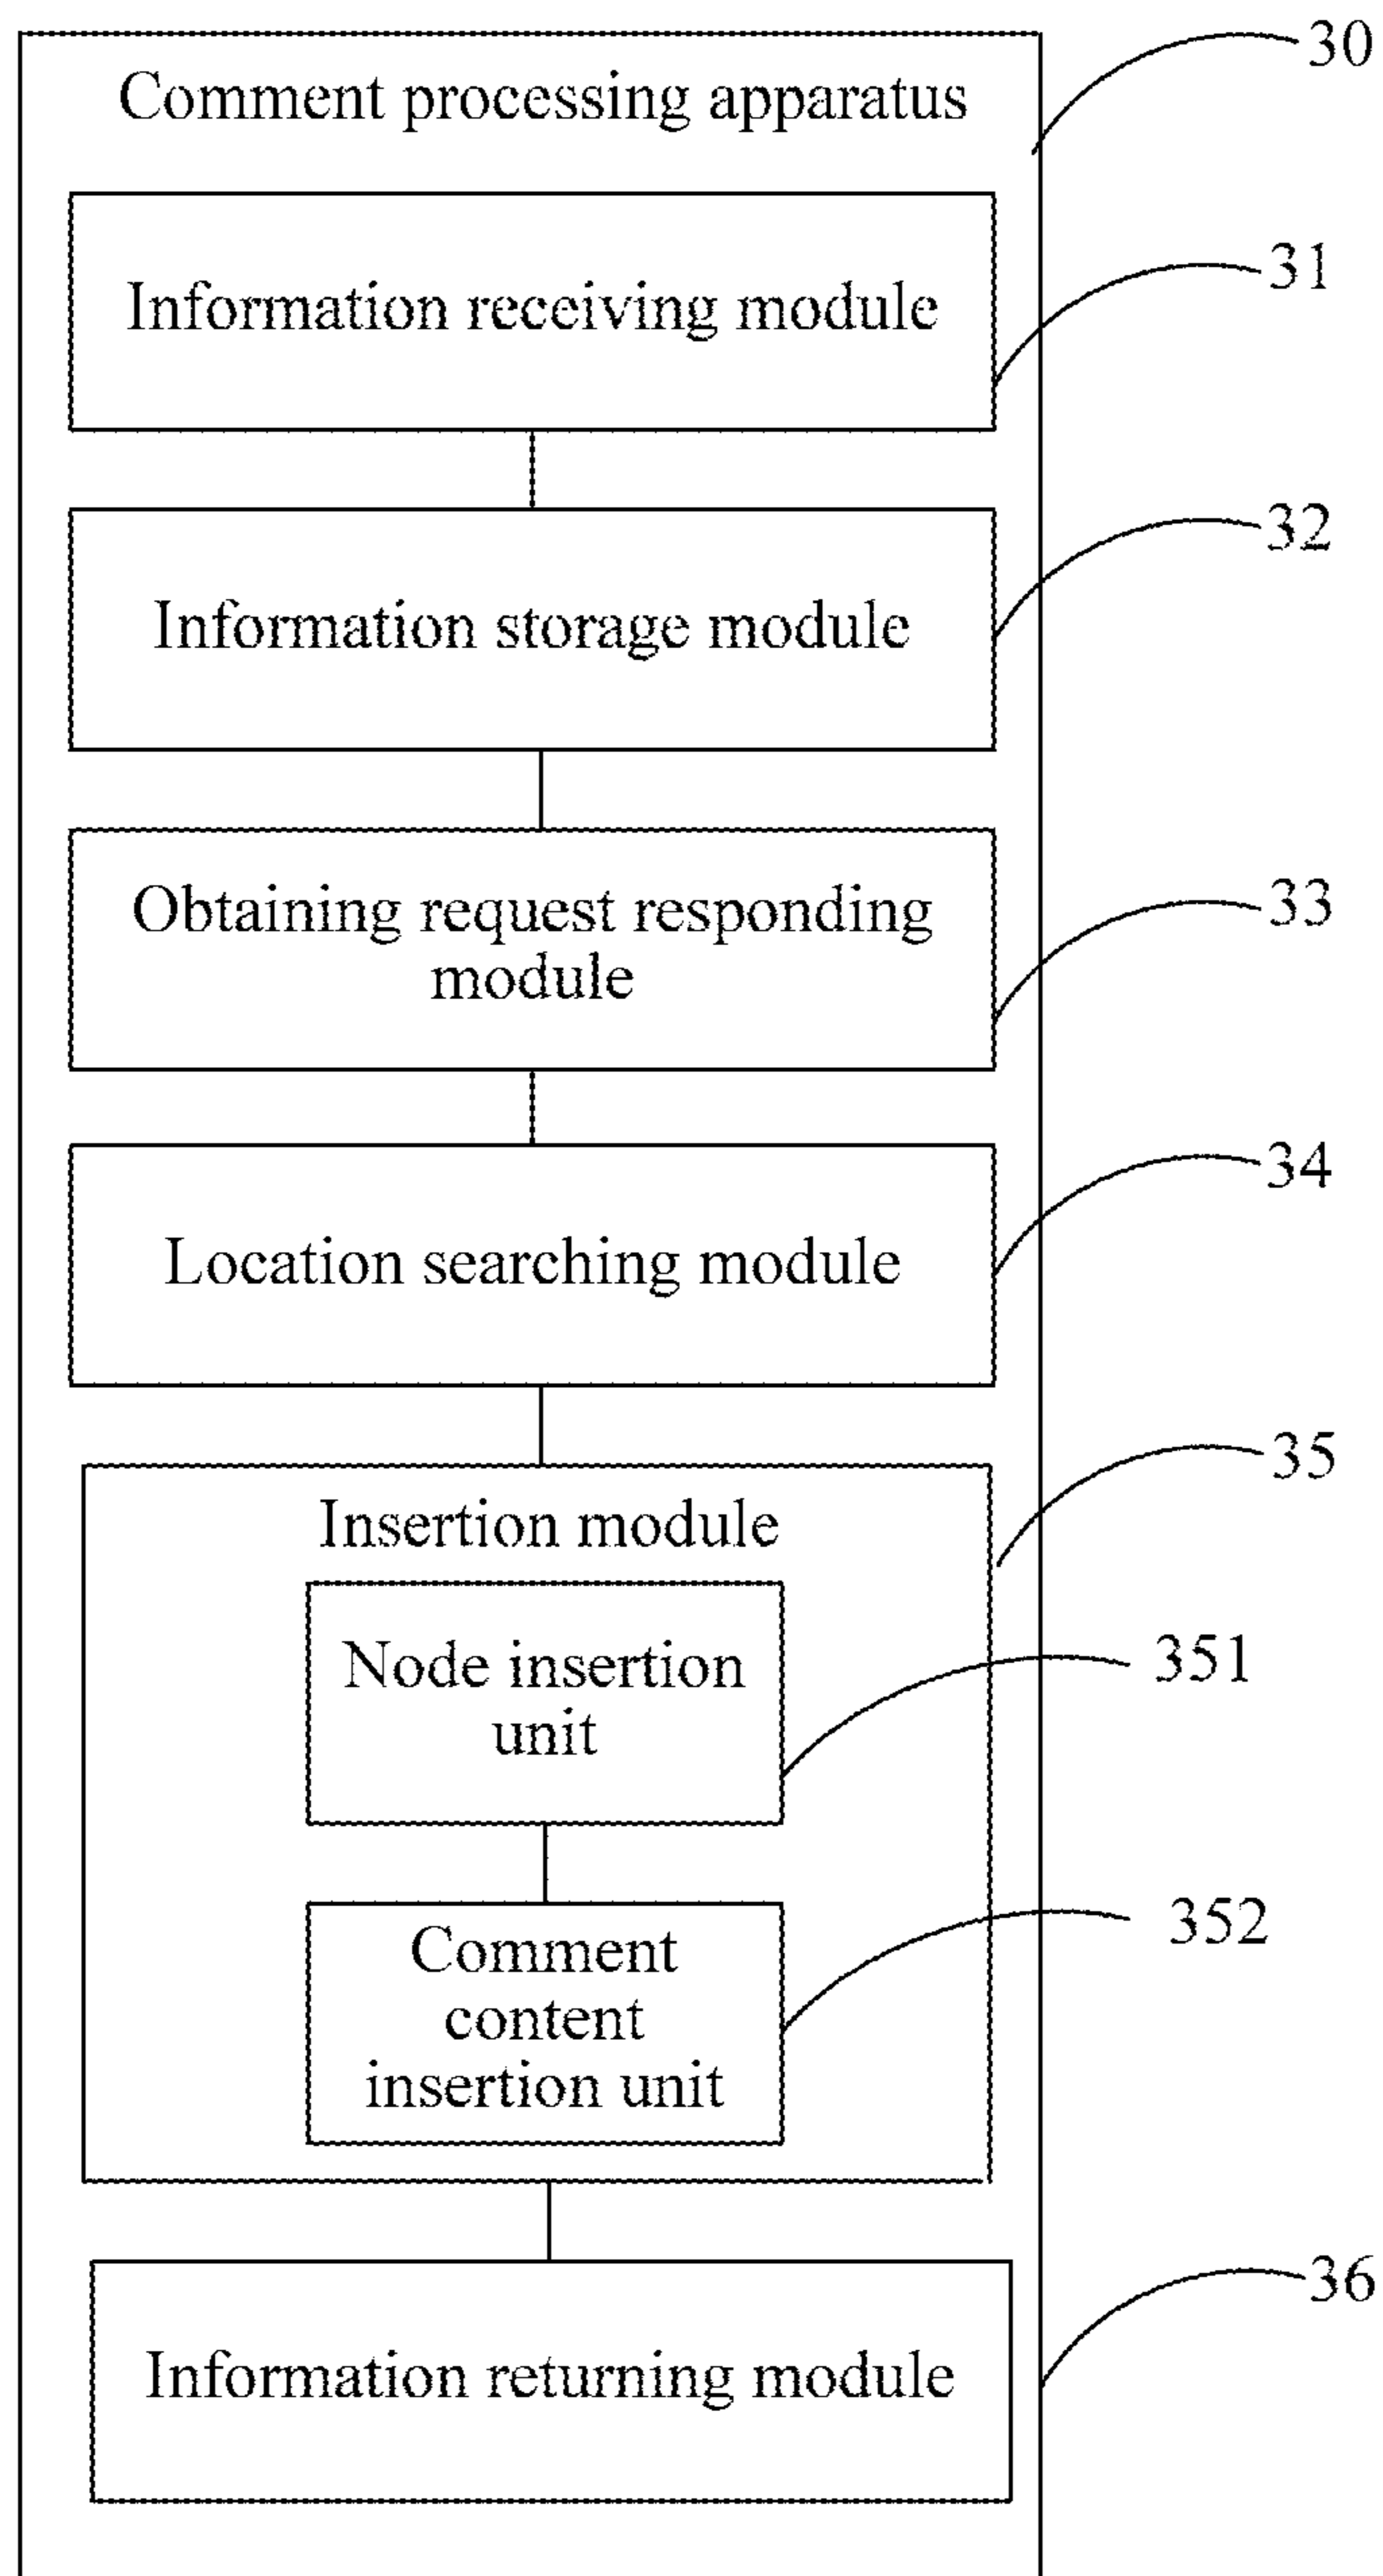 30
Comment processing apparatus
31
Information receiving module
32
Information storage module
33
Obtaining request responding
module
34
Location searching module
35
Insertion module
351
Node insertion
unit
352
Comment
content
insertion unit
36
Information returning module